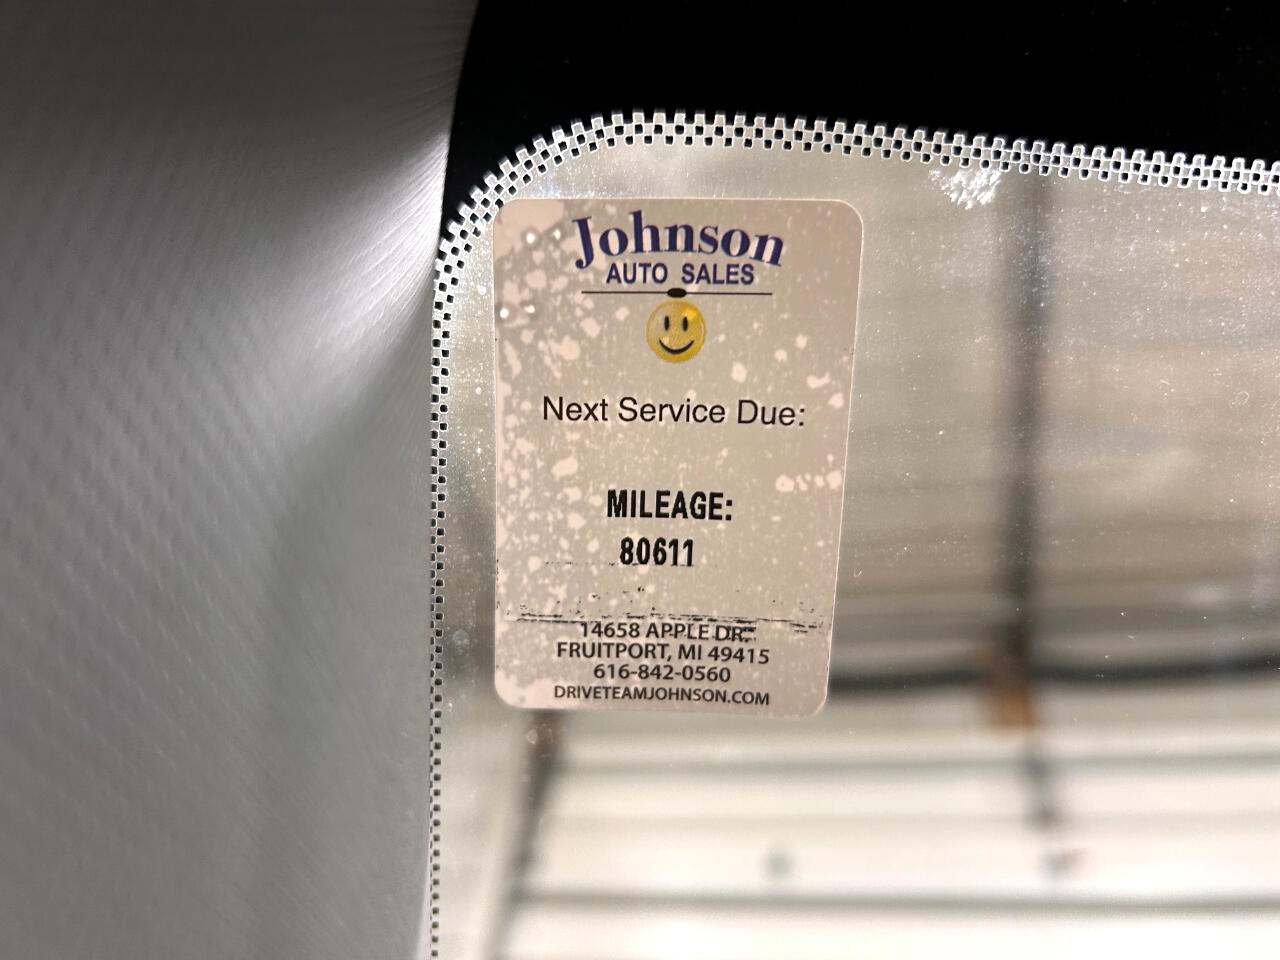 Johnson
AUTO SALES
Next Service Due:
MILEAGE:
80611
14658 APPLE DR.
FRUITPORT, MI 49415
616-842-0560
DRIVETEAMJOHNSON.COM